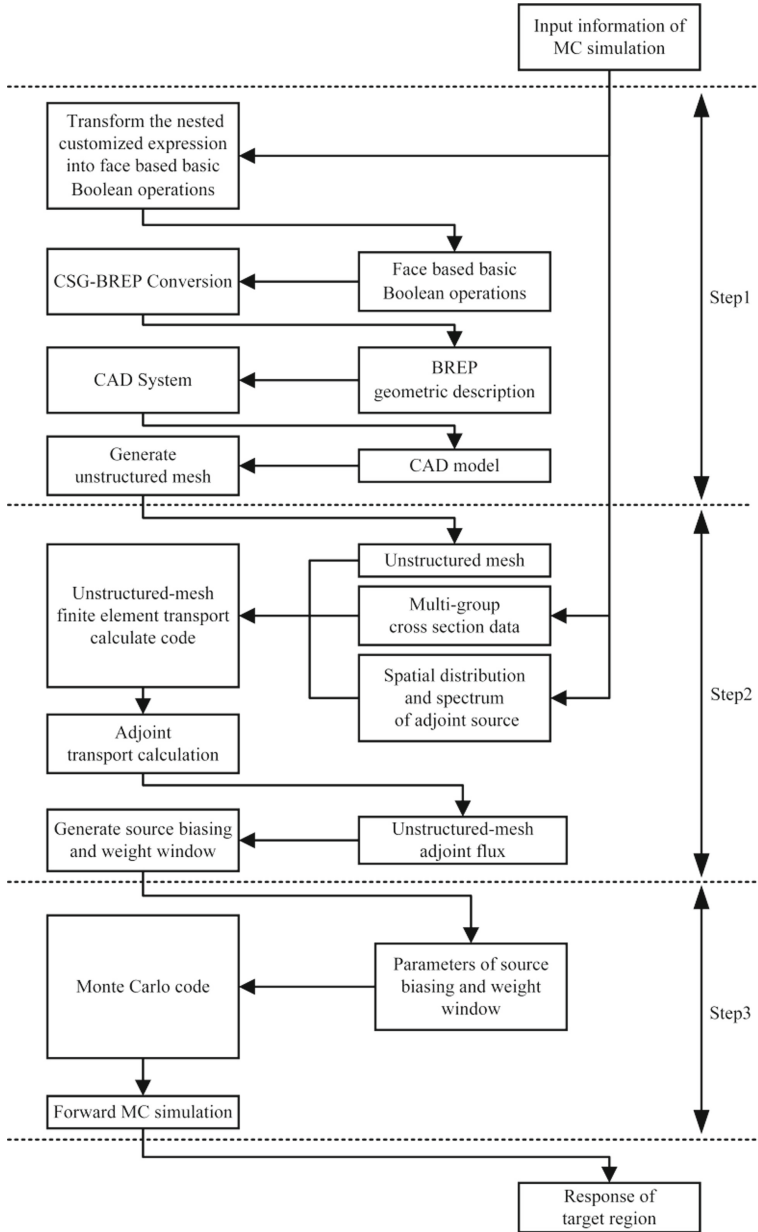 Input information of
MC simulation
Transform the nested
customized expression
into face based basic
Boolean operations
Face based basic
Boolean operations
CSG-BREP Conversion
Step1
BREP
geometric description
CAD System
Generate
unstructured mesh
CAD model
Unstructured mesh
Unstructured-mesh
finite element transport
calculate code
Multi-group
cross section data
Spatial distribution
and spectrum
of adjoint source
Step2
Adjoint
transport calculation
Generate source biasing
and weight window
Unstructured-mesh
adjoint flux
Monte Carlo code
Parameters of source
biasing and weight
window
Step3
Forward MC simulation
Response of
target region